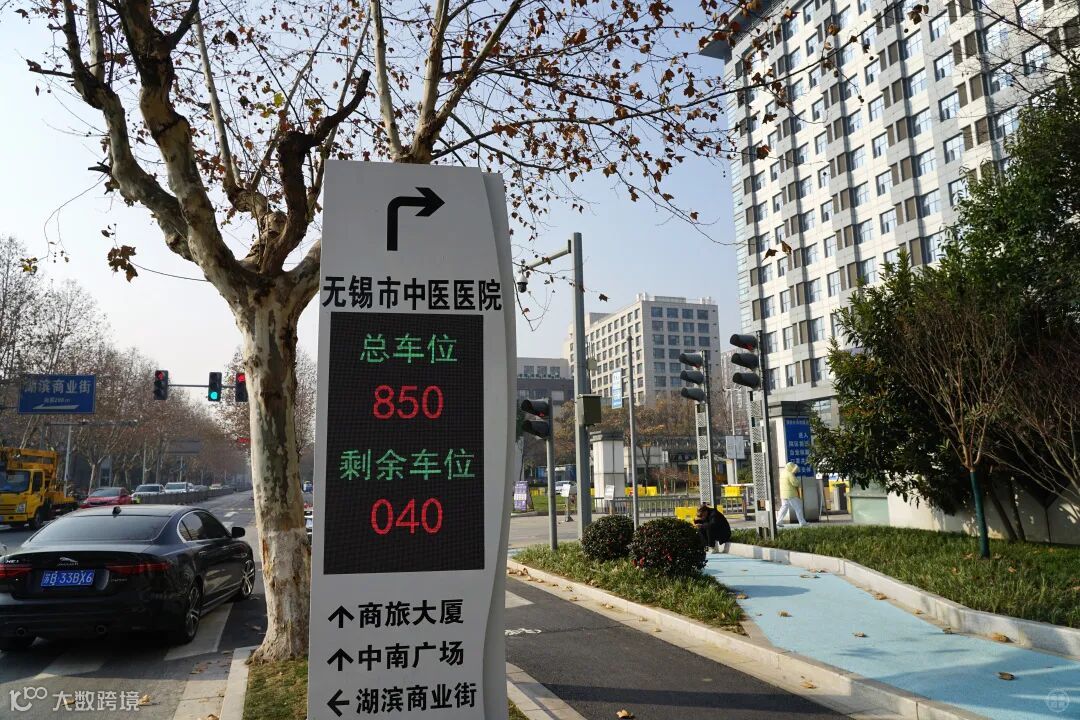 无锡市中医医院
总车位
850
剩余车位
040
↑商旅大厦
↑中南广场
←湖滨商业街
湖滨商业街
苏B·33BX6
大数跨境